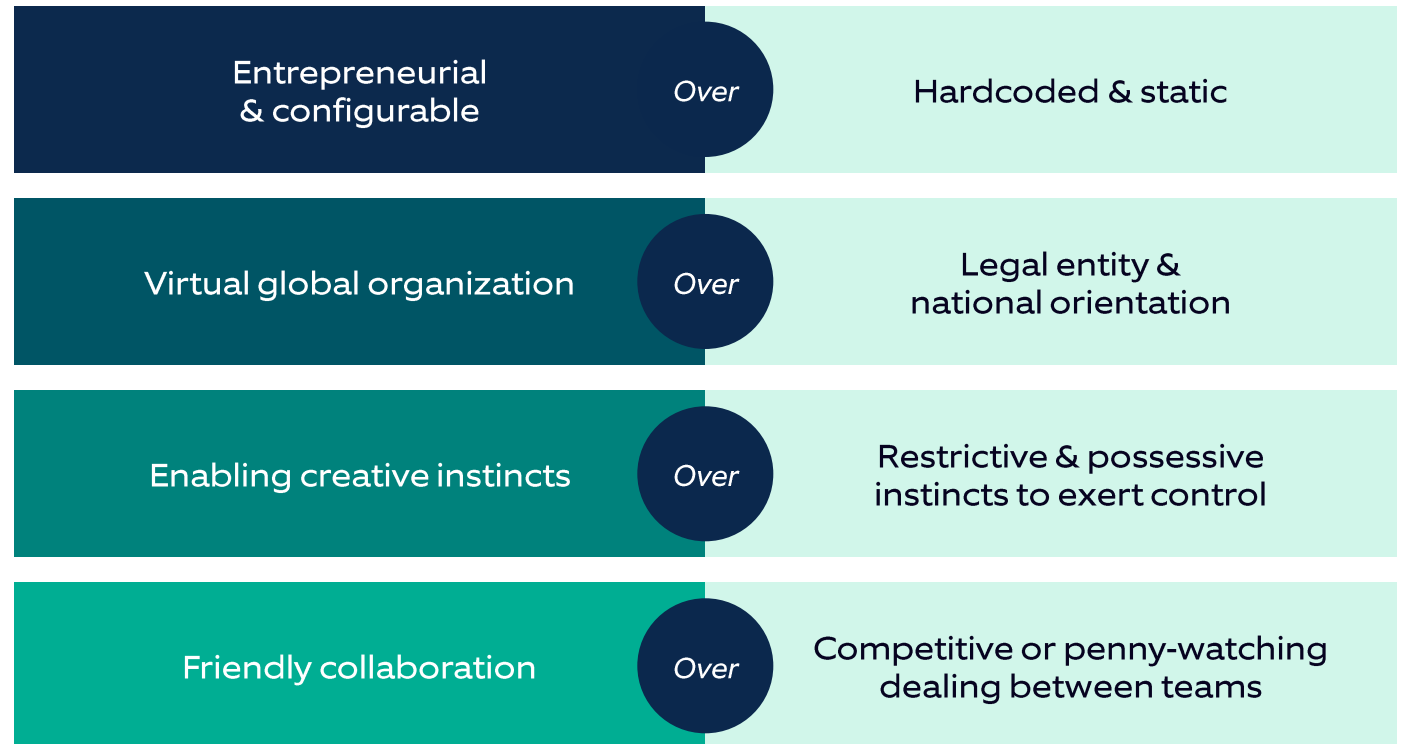 Entrepreneurial
& configurable
Over
Hardcoded & static
Virtual global organization
Over
Legal entity &
national orientation
Enabling creative instincts
Over
Restrictive & possessive
instincts to exert control
Friendly collaboration
Over
Competitive or penny-watching
dealing between teams